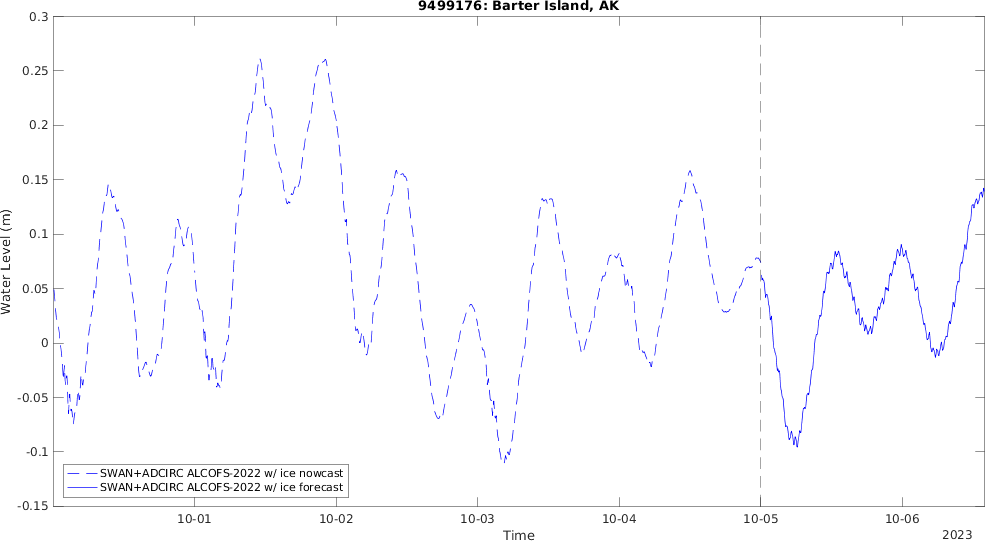 9499176: Barter Island, AK
Water Level (m)
0.3
0.25
0.2
0.15
0.1
0.05
0
-0.05
-0.1
-0.15
SWAN+ADCIRC ALCOFS-2022 w/ ice nowcast
SWAN+ADCIRC ALCOFS-2022 w/ ice forecast
10-01 10-02 10-03 10-04 10-05 10-06
Time
2023